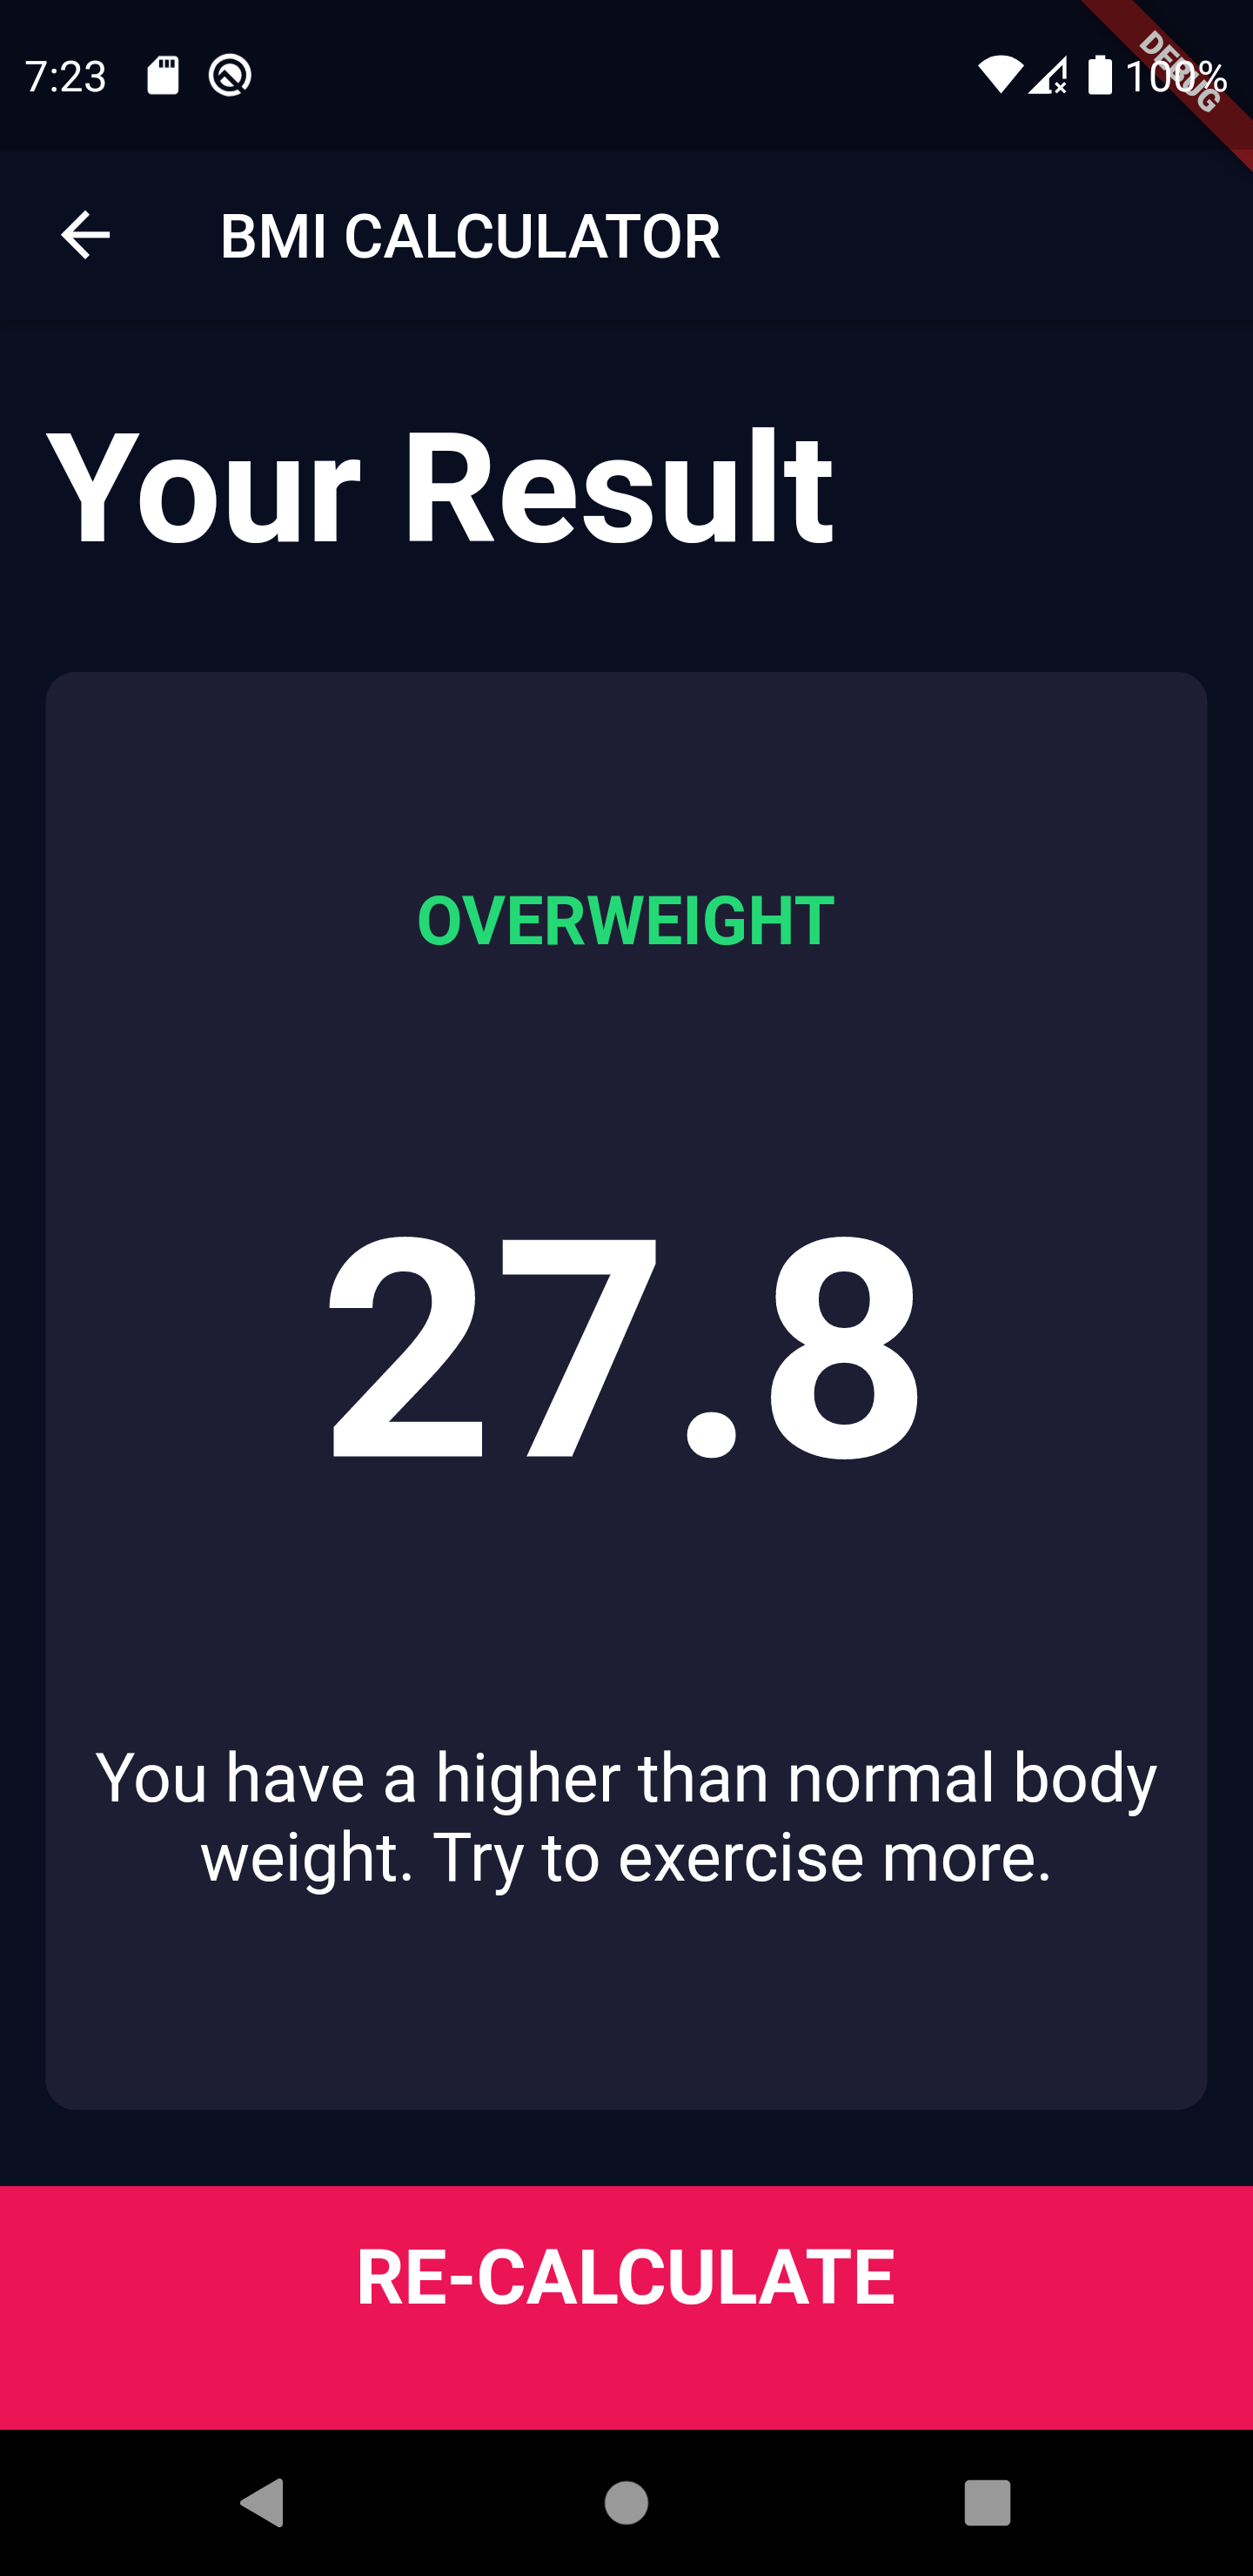 7:23
100%
DEBUG
BMI CALCULATOR
Your Result
OVERWEIGHT
27.8
You have a higher than normal body
weight. Try to exercise more.
RE-CALCULATE